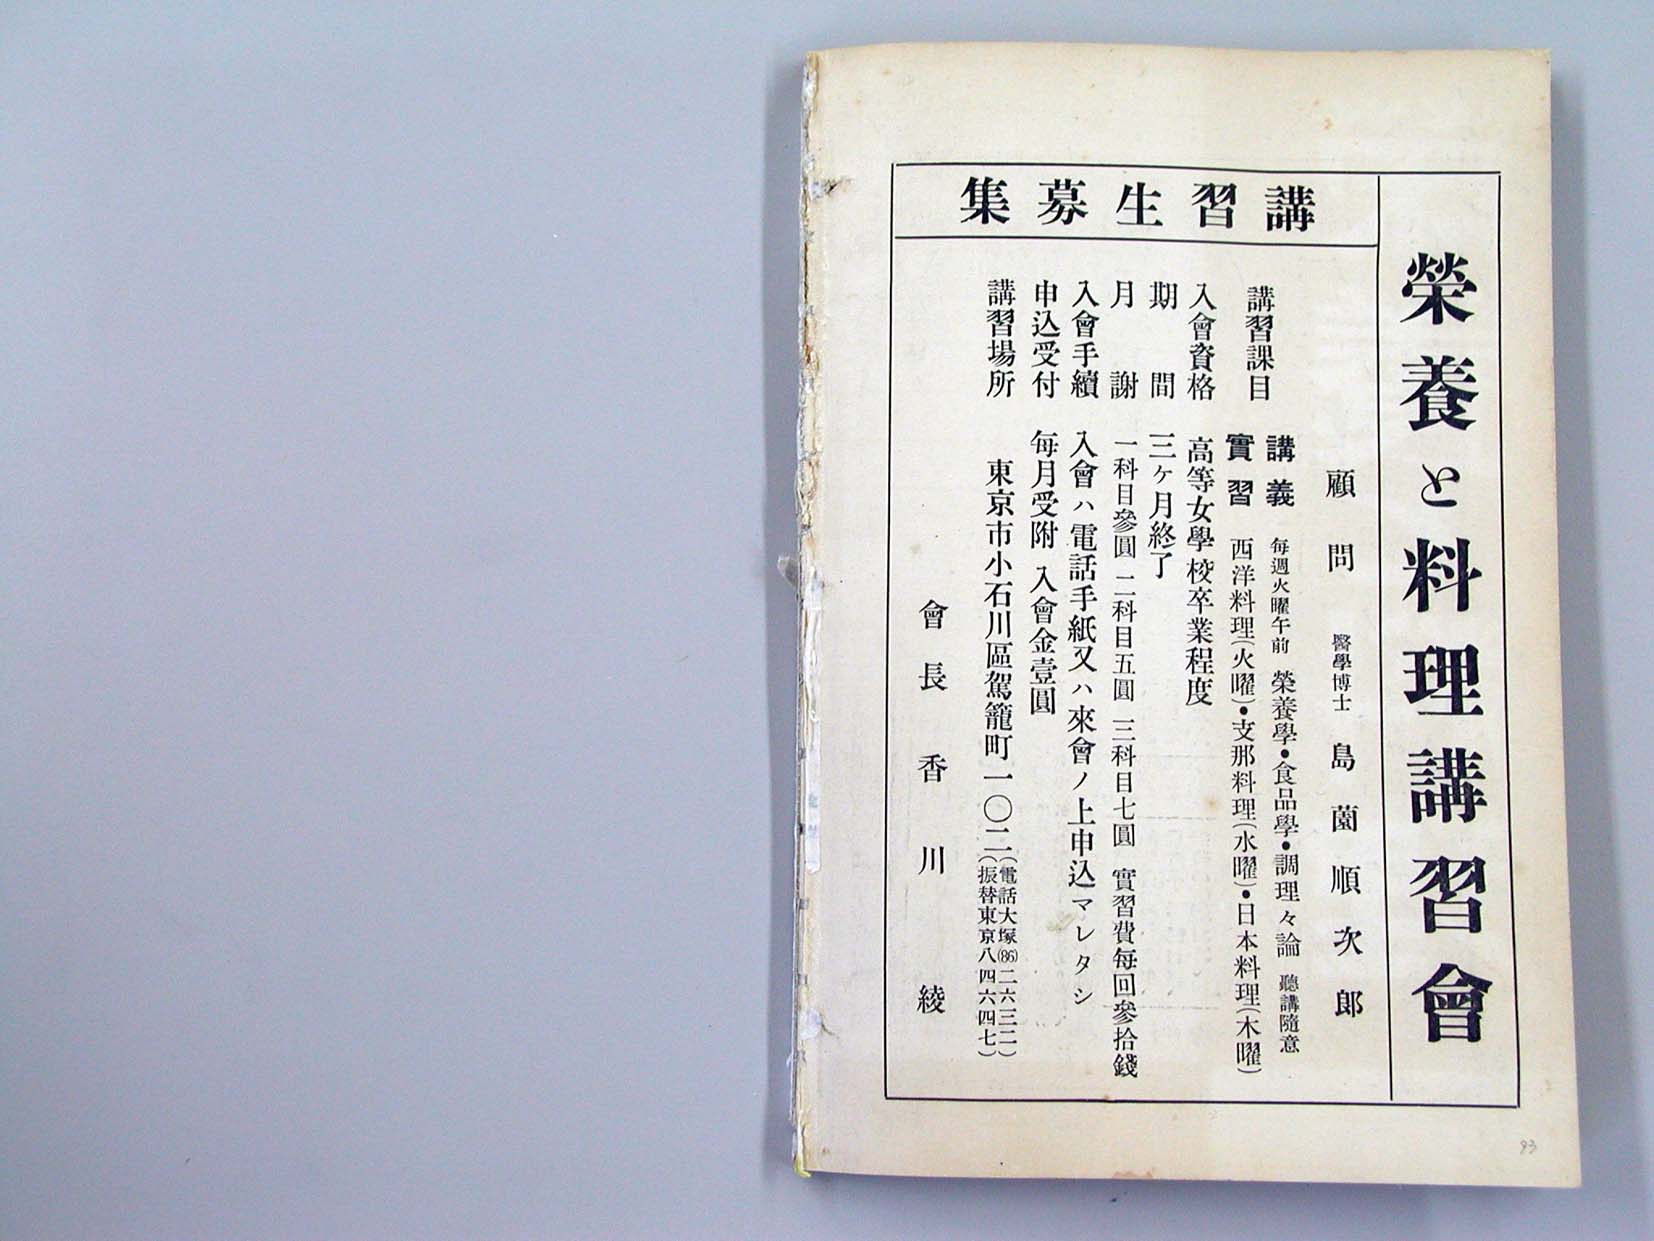 榮養と料理講習會
講習生募集
顧問 醫學博士 島薗順次郎
講習課目
講義 每週火曜午前 榮養學・食品學・調理々論 聽講隨意
實習 西洋料理(火曜)・支那料理(水曜)・日本料理(木曜)
入會資格 高等女學校卒業程度
期間 三ヶ月終了
月謝 一科目參圓 二科目五圓 三科目七圓 實習費每回參拾錢
入會手續 入會ハ電話手紙又ハ來會ノ上申込マレタシ
申込受付 每月受附 入會金壹圓
講習場所 東京市小石川區駕籠町一〇二(電話大塚(86)二六三二)
(振替東京八四六四七)
會長 香川綾
93